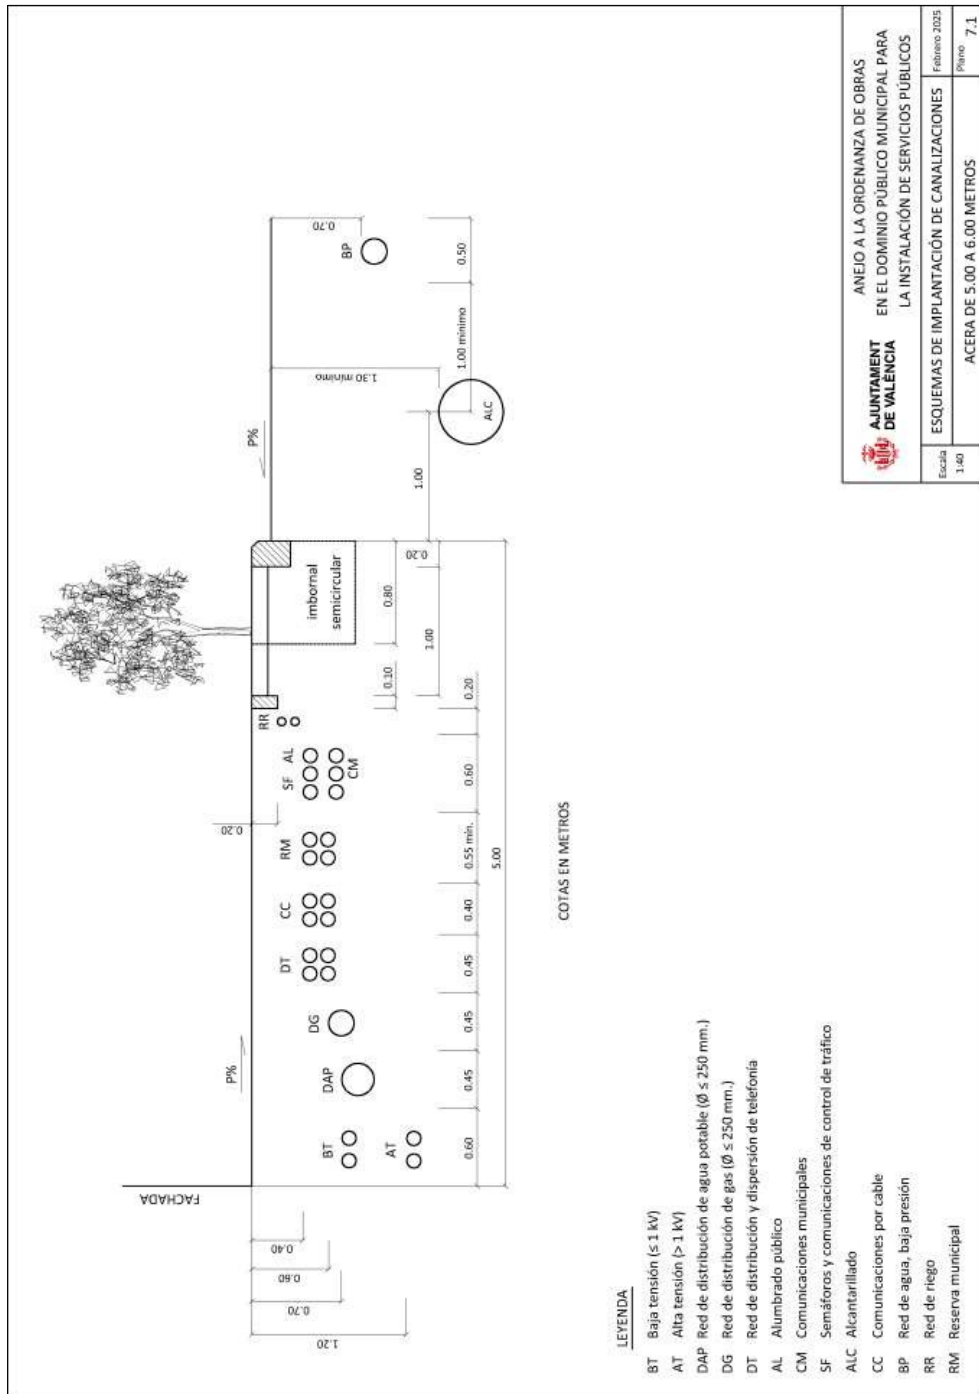 FACHADA
P%
BT
AT
DAP
DG
DT
CC
RM
SF
AL
CM
RR
imbornal
semicircular
P%
ALC
BP
0.40
0.60
0.70
1.20
0.20
0.60
0.45
0.45
0.45
0.40
0.55 mín.
0.60
0.20
5.00
0.10
0.80
1.00
0.20
1.00
1.30 mínimo
1.00 mínimo
0.50
0.70
COTAS EN METROS
LEYENDA
BT Baja tensión (≤ 1 kV)
AT Alta tensión (> 1 kV)
DAP Red de distribución de agua potable (Ø ≤ 250 mm.)
DG Red de distribución de gas (Ø ≤ 250 mm.)
DT Red de distribución y dispersión de telefonía
AL Alumbrado público
CM Comunicaciones municipales
SF Semáforos y comunicaciones de control de tráfico
ALC Alcantarillado
CC Comunicaciones por cable
BP Red de agua, baja presión
RR Red de riego
RM Reserva municipal
AJUNTAMENT
DE VALÈNCIA
ANEJO A LA ORDENANZA DE OBRAS
EN EL DOMINIO PÚBLICO MUNICIPAL PARA
LA INSTALACIÓN DE SERVICIOS PÚBLICOS
Escala
1:40
ESQUEMAS DE IMPLANTACIÓN DE CANALIZACIONES
Febrero 2025
ACERA DE 5.00 A 6.00 METROS
Plano 7.1